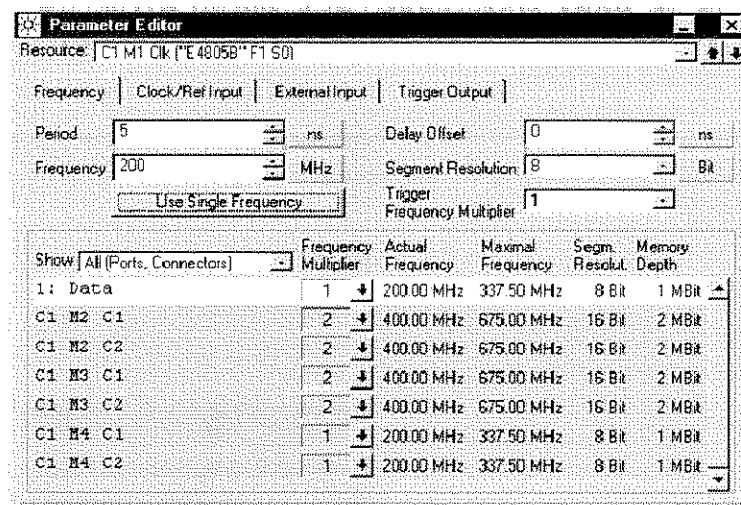 Parameter Editor
Resource: C1 M1 Clk ("E4805B" F1 S0)
Frequency Clock/Ref Input External Input Trigger Output
Period 5 ns Delay Offset 0 ns
Frequency 200 MHz Segment Resolution 8 Bit
Use Single Frequency Trigger Frequency Multiplier 1
Show All (Ports, Connectors) Frequency Multiplier Actual Frequency Maximal Frequency Segm. Resolut. Memory Depth
1: Data 1 200.00 MHz 337.50 MHz 8 Bit 1 MBit
C1 M2 C1 2 400.00 MHz 675.00 MHz 16 Bit 2 MBit
C1 M2 C2 2 400.00 MHz 675.00 MHz 16 Bit 2 MBit
C1 M3 C1 2 400.00 MHz 675.00 MHz 16 Bit 2 MBit
C1 M3 C2 2 400.00 MHz 675.00 MHz 16 Bit 2 MBit
C1 M4 C1 1 200.00 MHz 337.50 MHz 8 Bit 1 MBit
C1 M4 C2 1 200.00 MHz 337.50 MHz 8 Bit 1 MBit